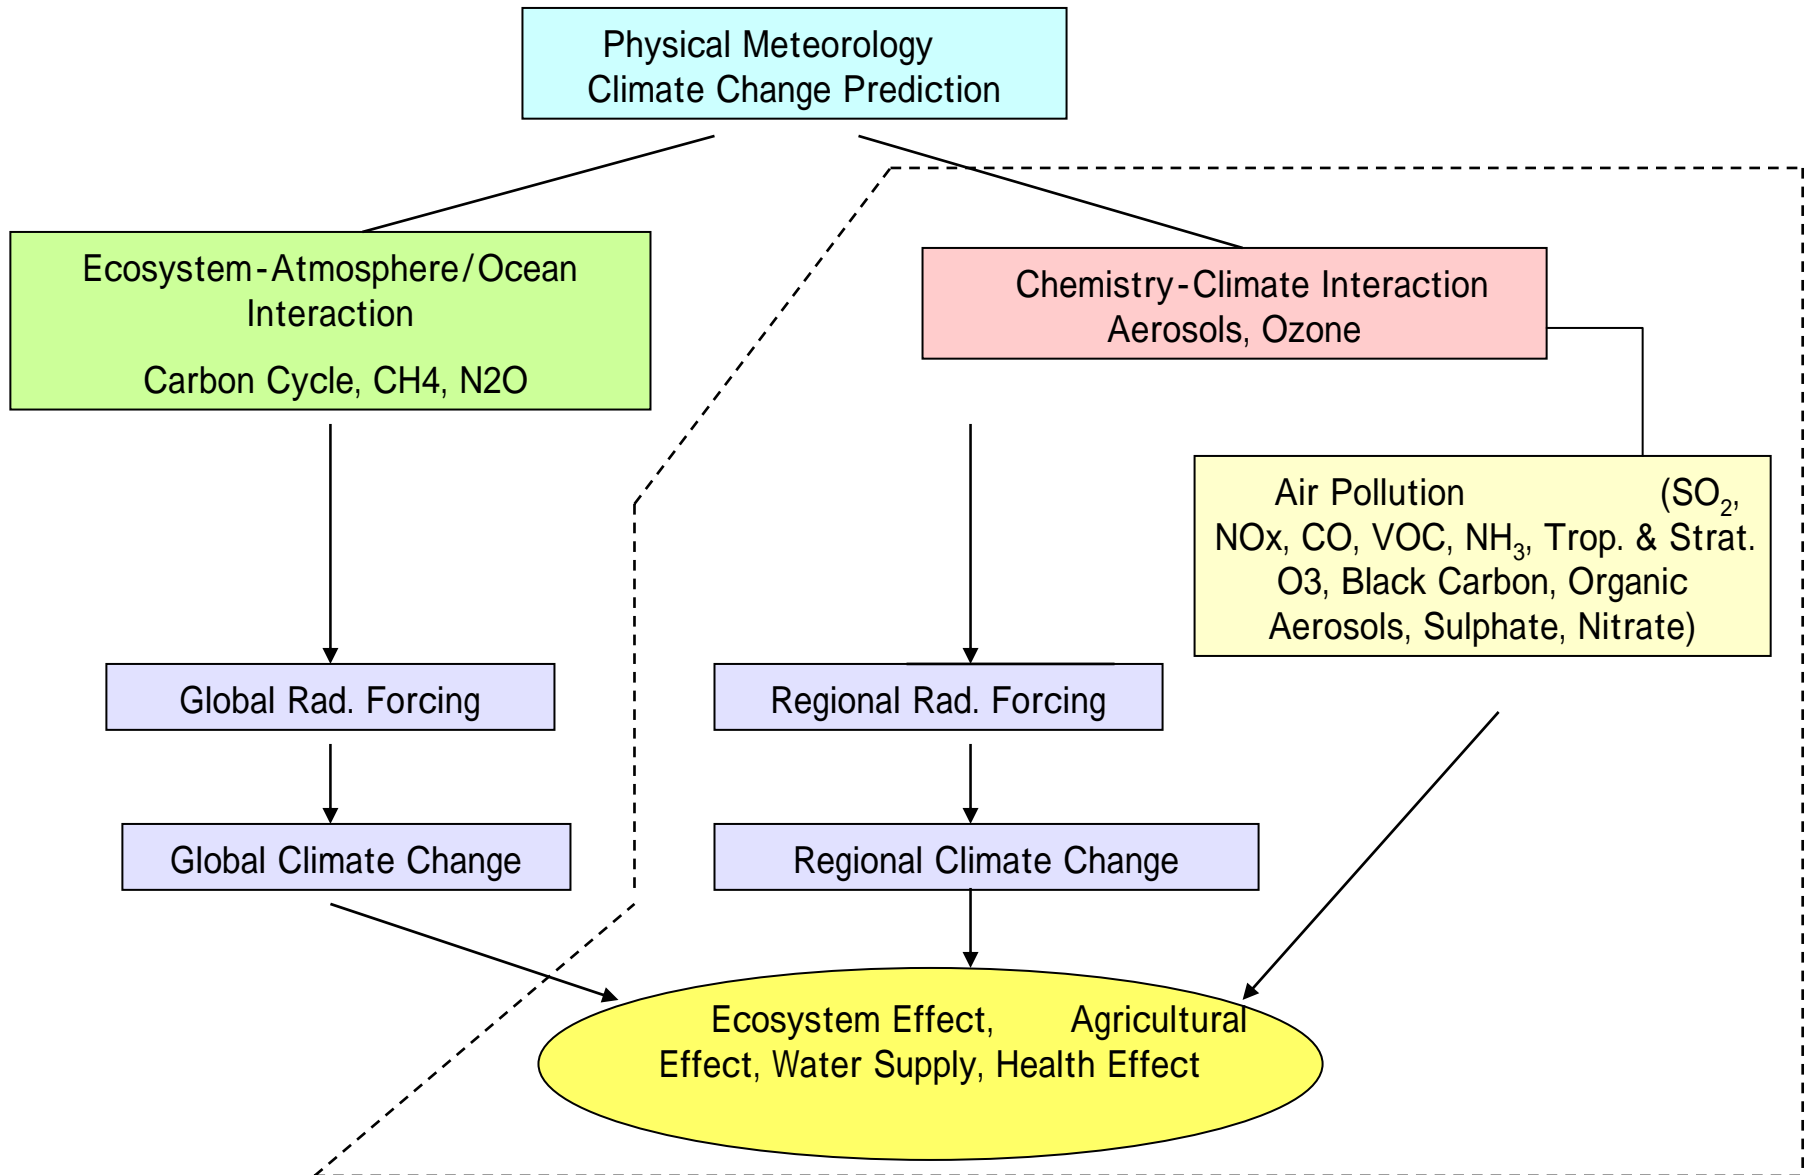 Physical Meteorology
Climate Change Prediction
Ecosystem-Atmosphere/Ocean
Interaction
Carbon Cycle, CH4, N2O
Chemistry-Climate Interaction
Aerosols, Ozone
Air Pollution (SO₂,
NOx, CO, VOC, NH₃, Trop. & Strat.
O3, Black Carbon, Organic
Aerosols, Sulphate, Nitrate)
Global Rad. Forcing
Regional Rad. Forcing
Global Climate Change
Regional Climate Change
Ecosystem Effect, Agricultural
Effect, Water Supply, Health Effect